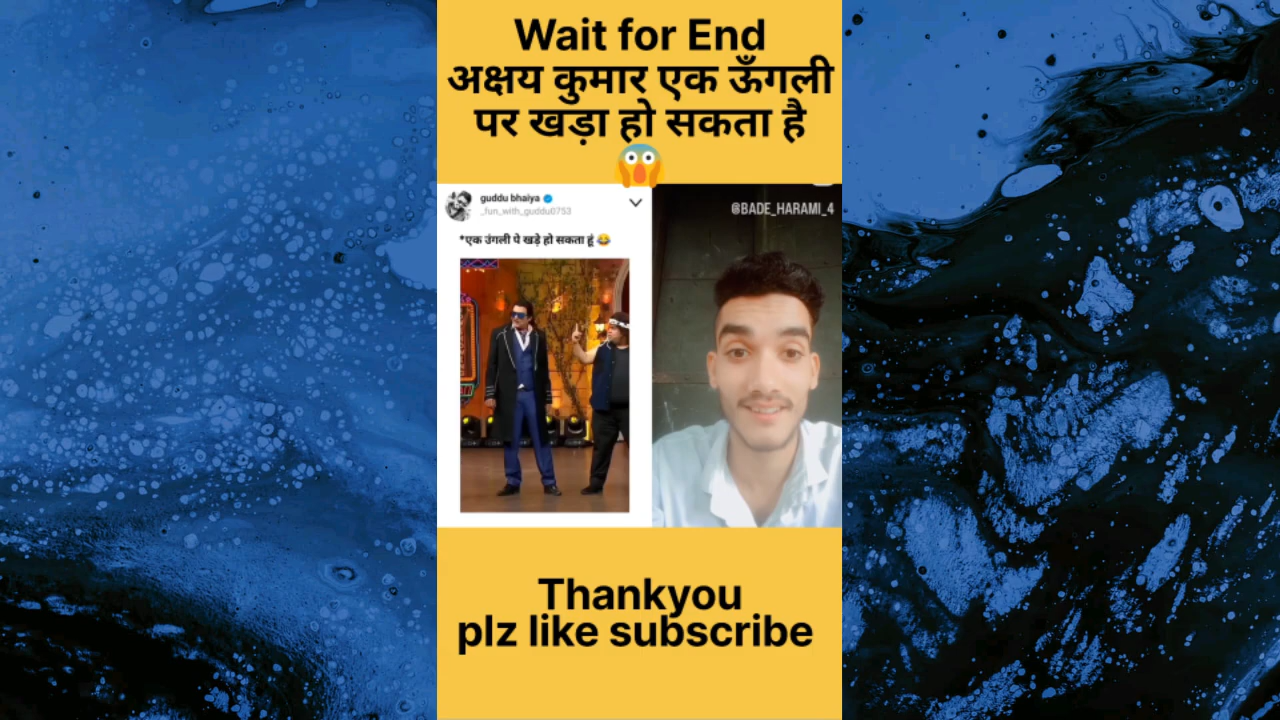 Wait for End
अक्षय कुमार एक ऊँगली
पर खड़ा हो सकता है
😱
guddu bhaiya
_fun_with_guddu0753
@BADE_HARAMI_4
*एक उंगली पे खड़े हो सकता हूं 😂
Thankyou
plz like subscribe